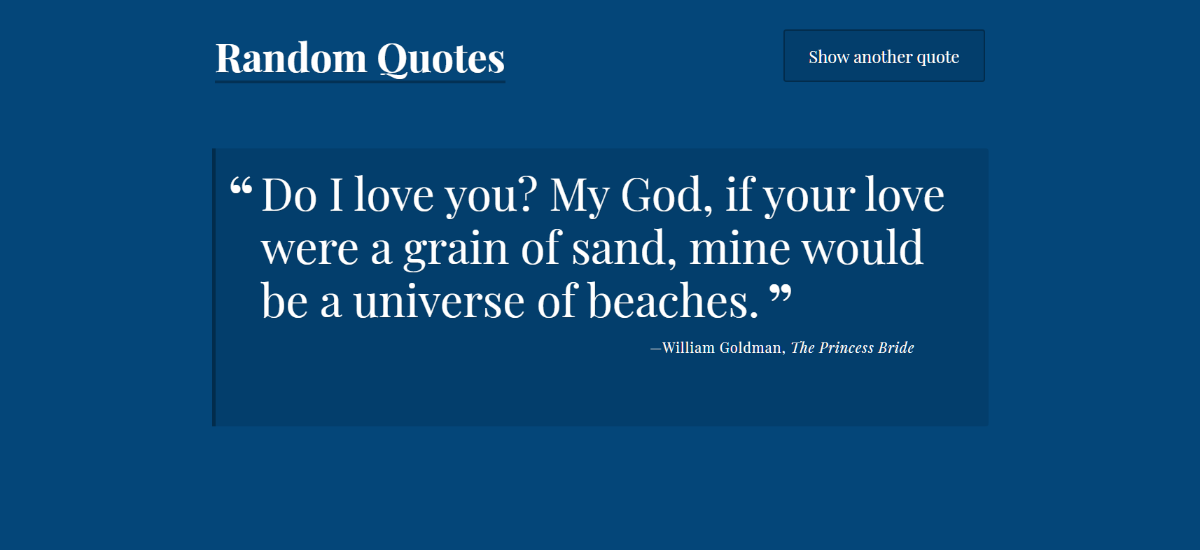 Random Quotes
Show another quote
“Do I love you? My God, if your love
were a grain of sand, mine would
be a universe of beaches.”
—William Goldman, The Princess Bride